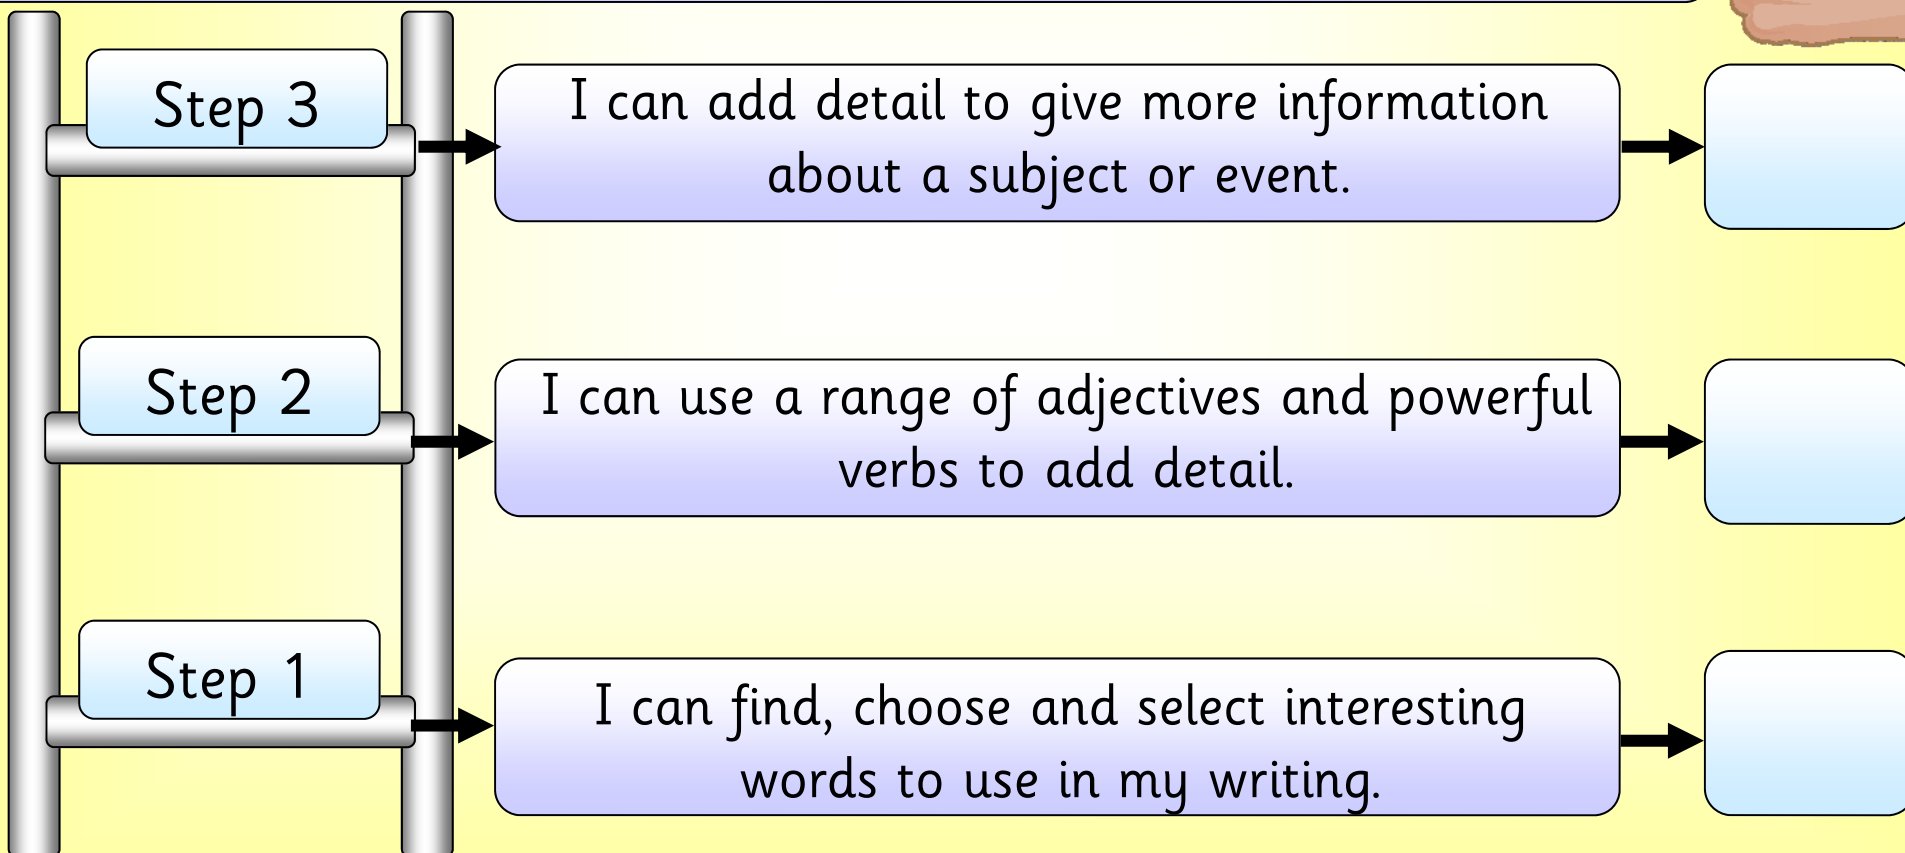 Step 3
I can add detail to give more information
about a subject or event.
Step 2
I can use a range of adjectives and powerful
verbs to add detail.
Step 1
I can find, choose and select interesting
words to use in my writing.